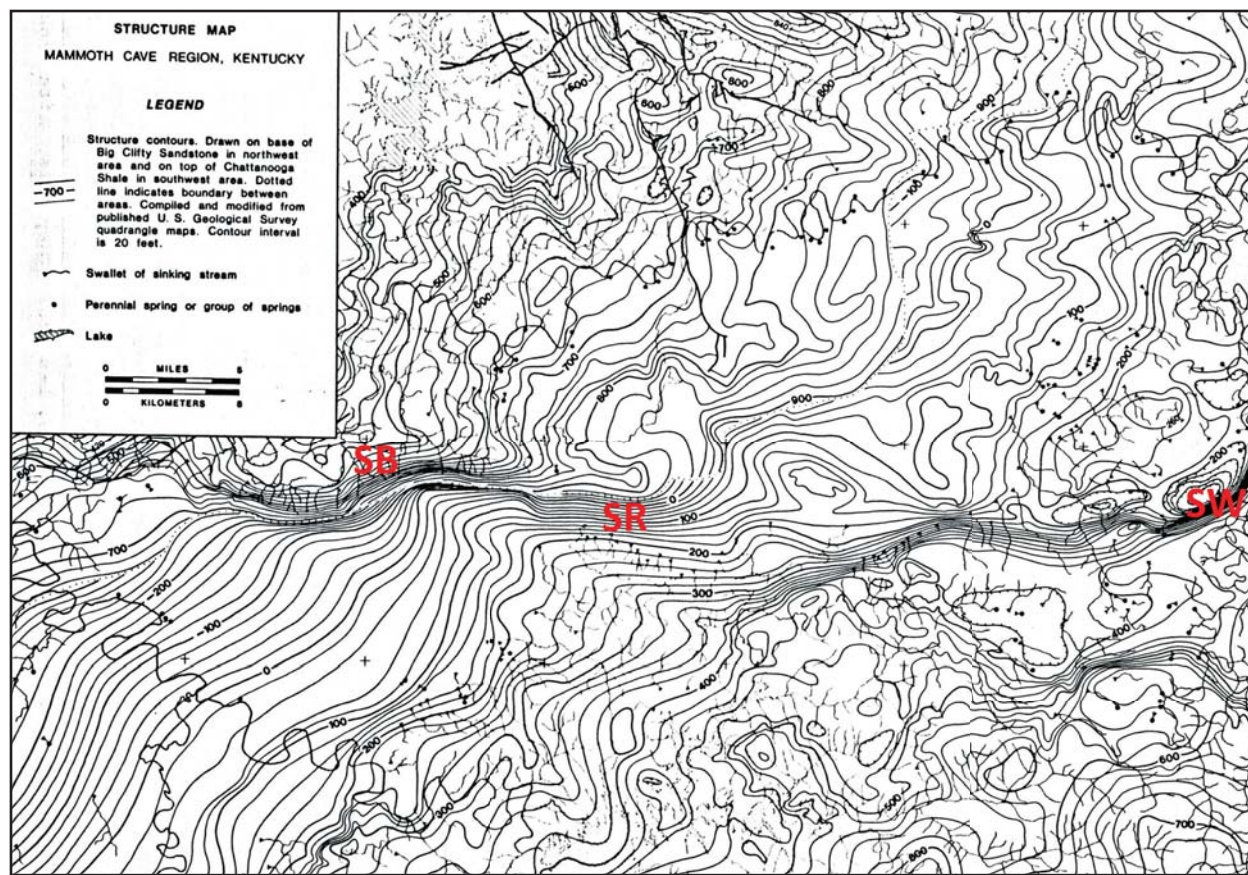 STRUCTURE MAP
MAMMOTH CAVE REGION, KENTUCKY
LEGEND
Structure contours. Drawn on base of
Big Clifty Sandstone in northwest
area and on top of Chattanooga
Shale in southwest area. Dotted
line indicates boundary between
areas. Compiled and modified from
published U. S. Geological Survey
quadrangle maps. Contour interval
is 20 feet.
700
Swallet of sinking stream
Perennial spring or group of springs
Lake
0 MILES 5
0 KILOMETERS 8
800
800
900
700
-100
400
500
0
600
700
100
200
800
900
SB
200
SW
0
SR
100
200
700
-200
300
-100
400
0
400
100
200
600
300
500
700